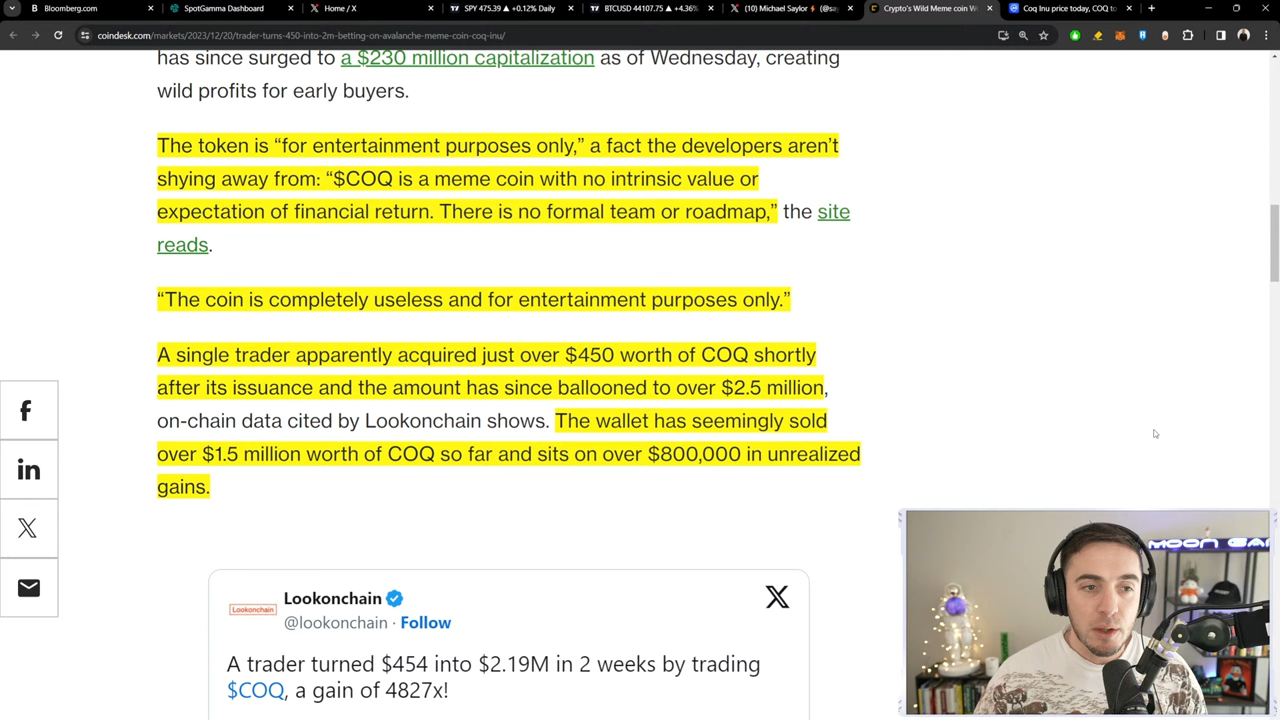 Bloomberg.com
SpotGamma Dashboard
Home / X
SPY 475.39 ▲ +0.12% Daily
BTCUSD 44107.75 ▲ +4.36%
(10) Michael Saylor⚡ (@say
Crypto's Wild Meme coin W
Coq Inu price today, COQ to
coindesk.com/markets/2023/12/20/trader-turns-450-into-2m-betting-on-avalanche-meme-coin-coq-inu/
has since surged to a $230 million capitalization as of Wednesday, creating
wild profits for early buyers.
The token is “for entertainment purposes only,” a fact the developers aren’t
shying away from: “$COQ is a meme coin with no intrinsic value or
expectation of financial return. There is no formal team or roadmap,” the site
reads.
“The coin is completely useless and for entertainment purposes only.”
A single trader apparently acquired just over $450 worth of COQ shortly
after its issuance and the amount has since ballooned to over $2.5 million,
on-chain data cited by Lookonchain shows. The wallet has seemingly sold
over $1.5 million worth of COQ so far and sits on over $800,000 in unrealized
gains.
Lookonchain
Lookonchain
@lookonchain · Follow
A trader turned $454 into $2.19M in 2 weeks by trading
$COQ, a gain of 4827x!
MOON